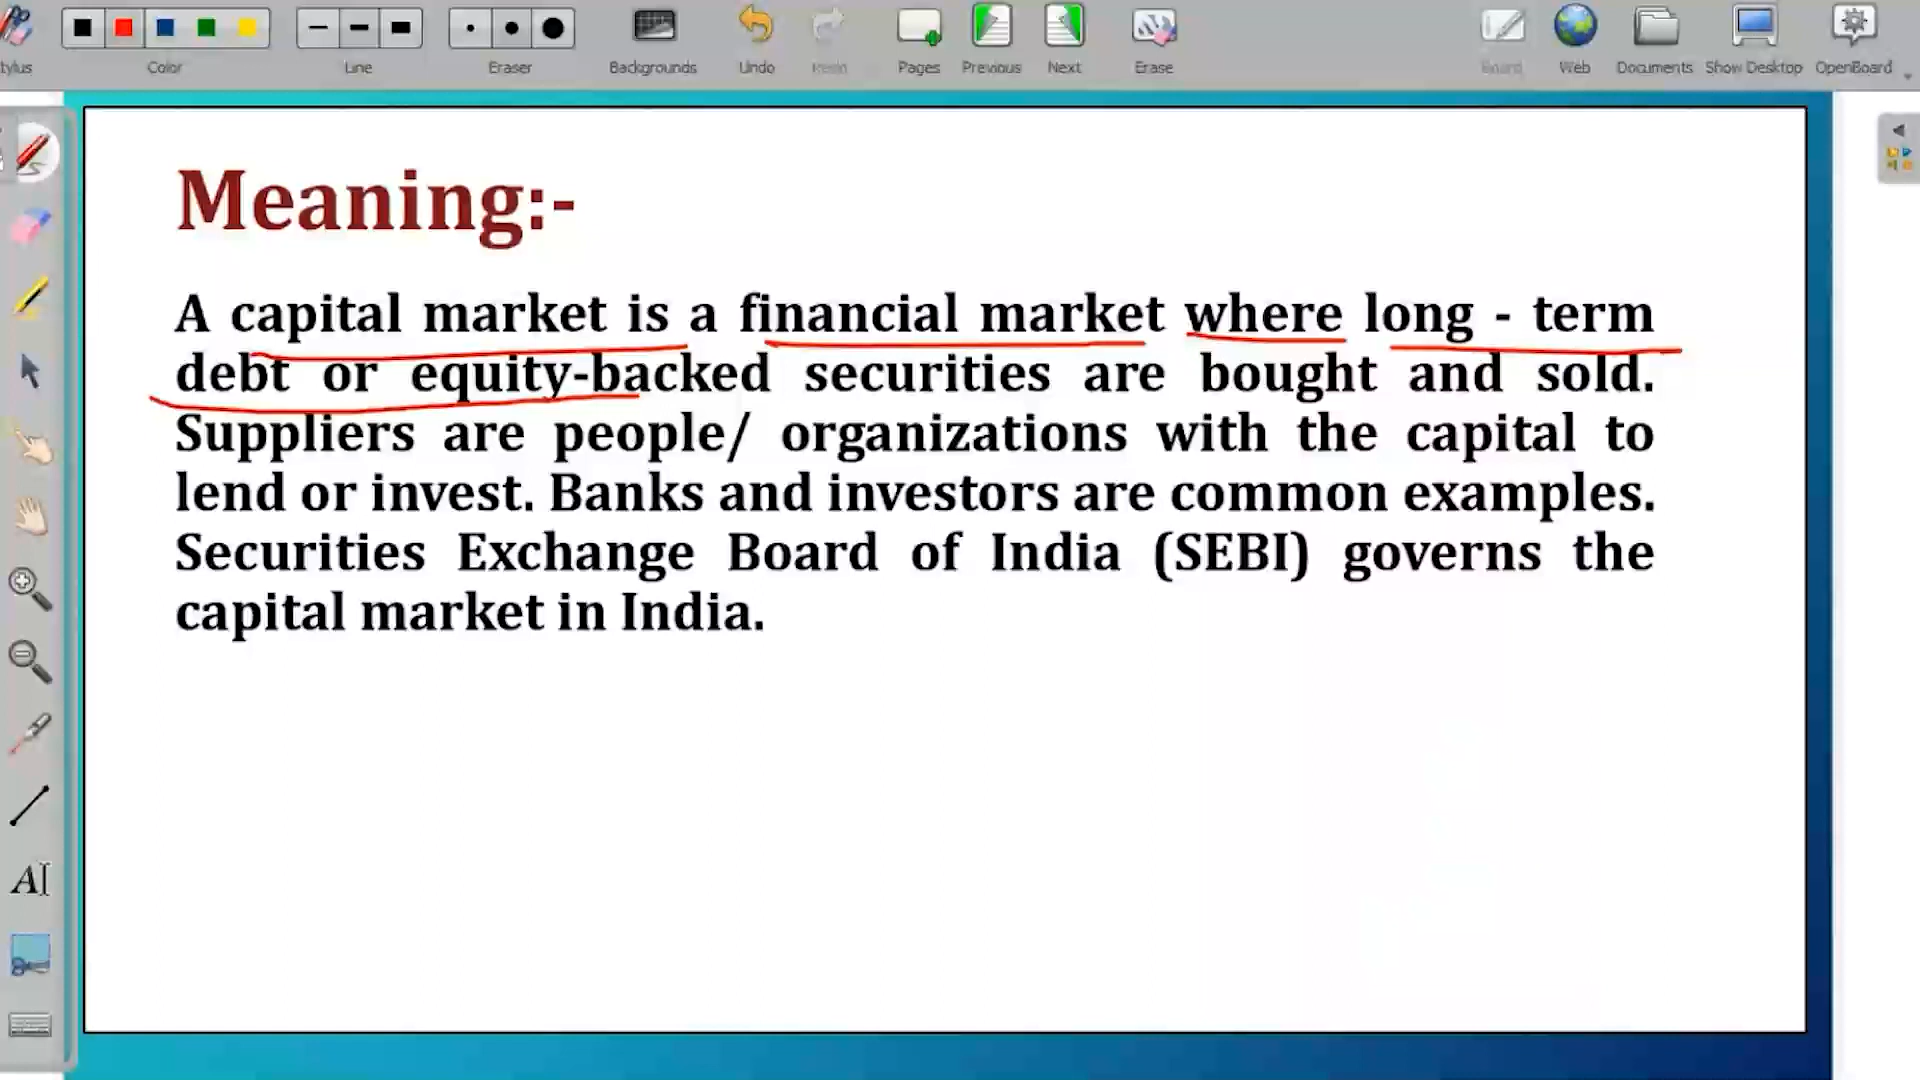 tylus
Color
Line
Eraser
Backgrounds
Undo
Redo
Pages
Previous
Next
Erase
Board
Web
Documents
Show Desktop
OpenBoard
Meaning:-
A capital market is a financial market where long - term
debt or equity-backed securities are bought and sold.
Suppliers are people/ organizations with the capital to
lend or invest. Banks and investors are common examples.
Securities Exchange Board of India (SEBI) governs the
capital market in India.
AI